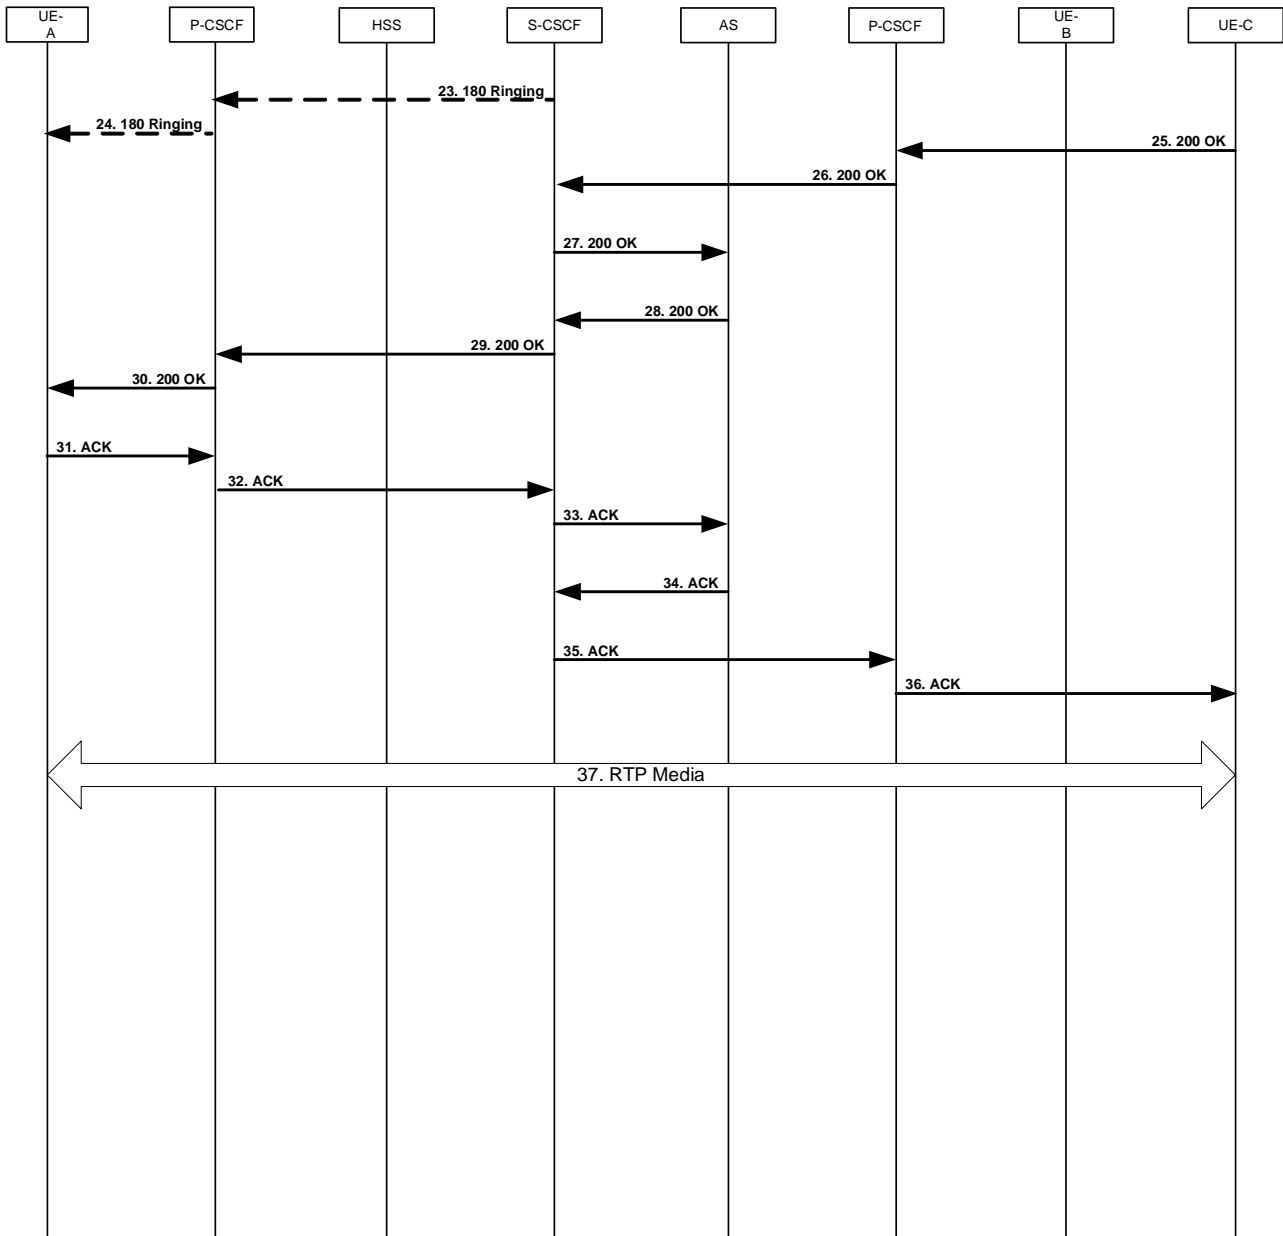 UE-
A
P-CSCF
HSS
S-CSCF
AS
P-CSCF
UE-
B
UE-C
23. 180 Ringing
24. 180 Ringing
25. 200 OK
26. 200 OK
27. 200 OK
28. 200 OK
29. 200 OK
30. 200 OK
31. ACK
32. ACK
33. ACK
34. ACK
35. ACK
36. ACK
37. RTP Media